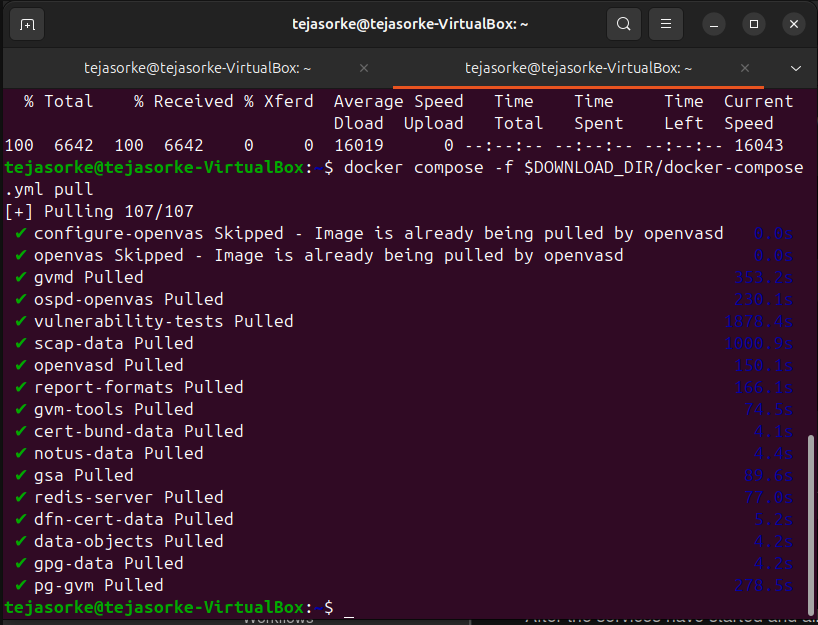 tejasorke@tejasorke-VirtualBox: ~
tejasorke@tejasorke-VirtualBox: ~ tejasorke@tejasorke-VirtualBox: ~
% Total % Received % Xferd Average Speed Time Time Time Current
Dload Upload Total Spent Left Speed
100 6642 100 6642 0 0 16019 0 --:--:-- --:--:-- --:--:-- 16043
tejasorke@tejasorke-VirtualBox:~$ docker compose -f $DOWNLOAD_DIR/docker-compose
.yml pull
[+] Pulling 107/107
✔ configure-openvas Skipped - Image is already being pulled by openvasd 0.0s
✔ openvas Skipped - Image is already being pulled by openvasd 0.0s
✔ gvmd Pulled 253.2s
✔ ospd-openvas Pulled 230.1s
✔ vulnerability-tests Pulled 1878.4s
✔ scap-data Pulled
✔ openvasd Pulled 150.1s
✔ report-formats Pulled 166.1s
✔ gvm-tools Pulled 74.5s
✔ cert-bund-data Pulled 4.1s
✔ notus-data Pulled 4.4s
✔ gsa Pulled 89.6s
✔ redis-server Pulled 77.0s
✔ dfn-cert-data Pulled 5.2s
✔ data-objects Pulled 4.2s
✔ gpg-data Pulled 4.2s
✔ pg-gvm Pulled 278.5s
tejasorke@tejasorke-VirtualBox:~$ _
Workflows